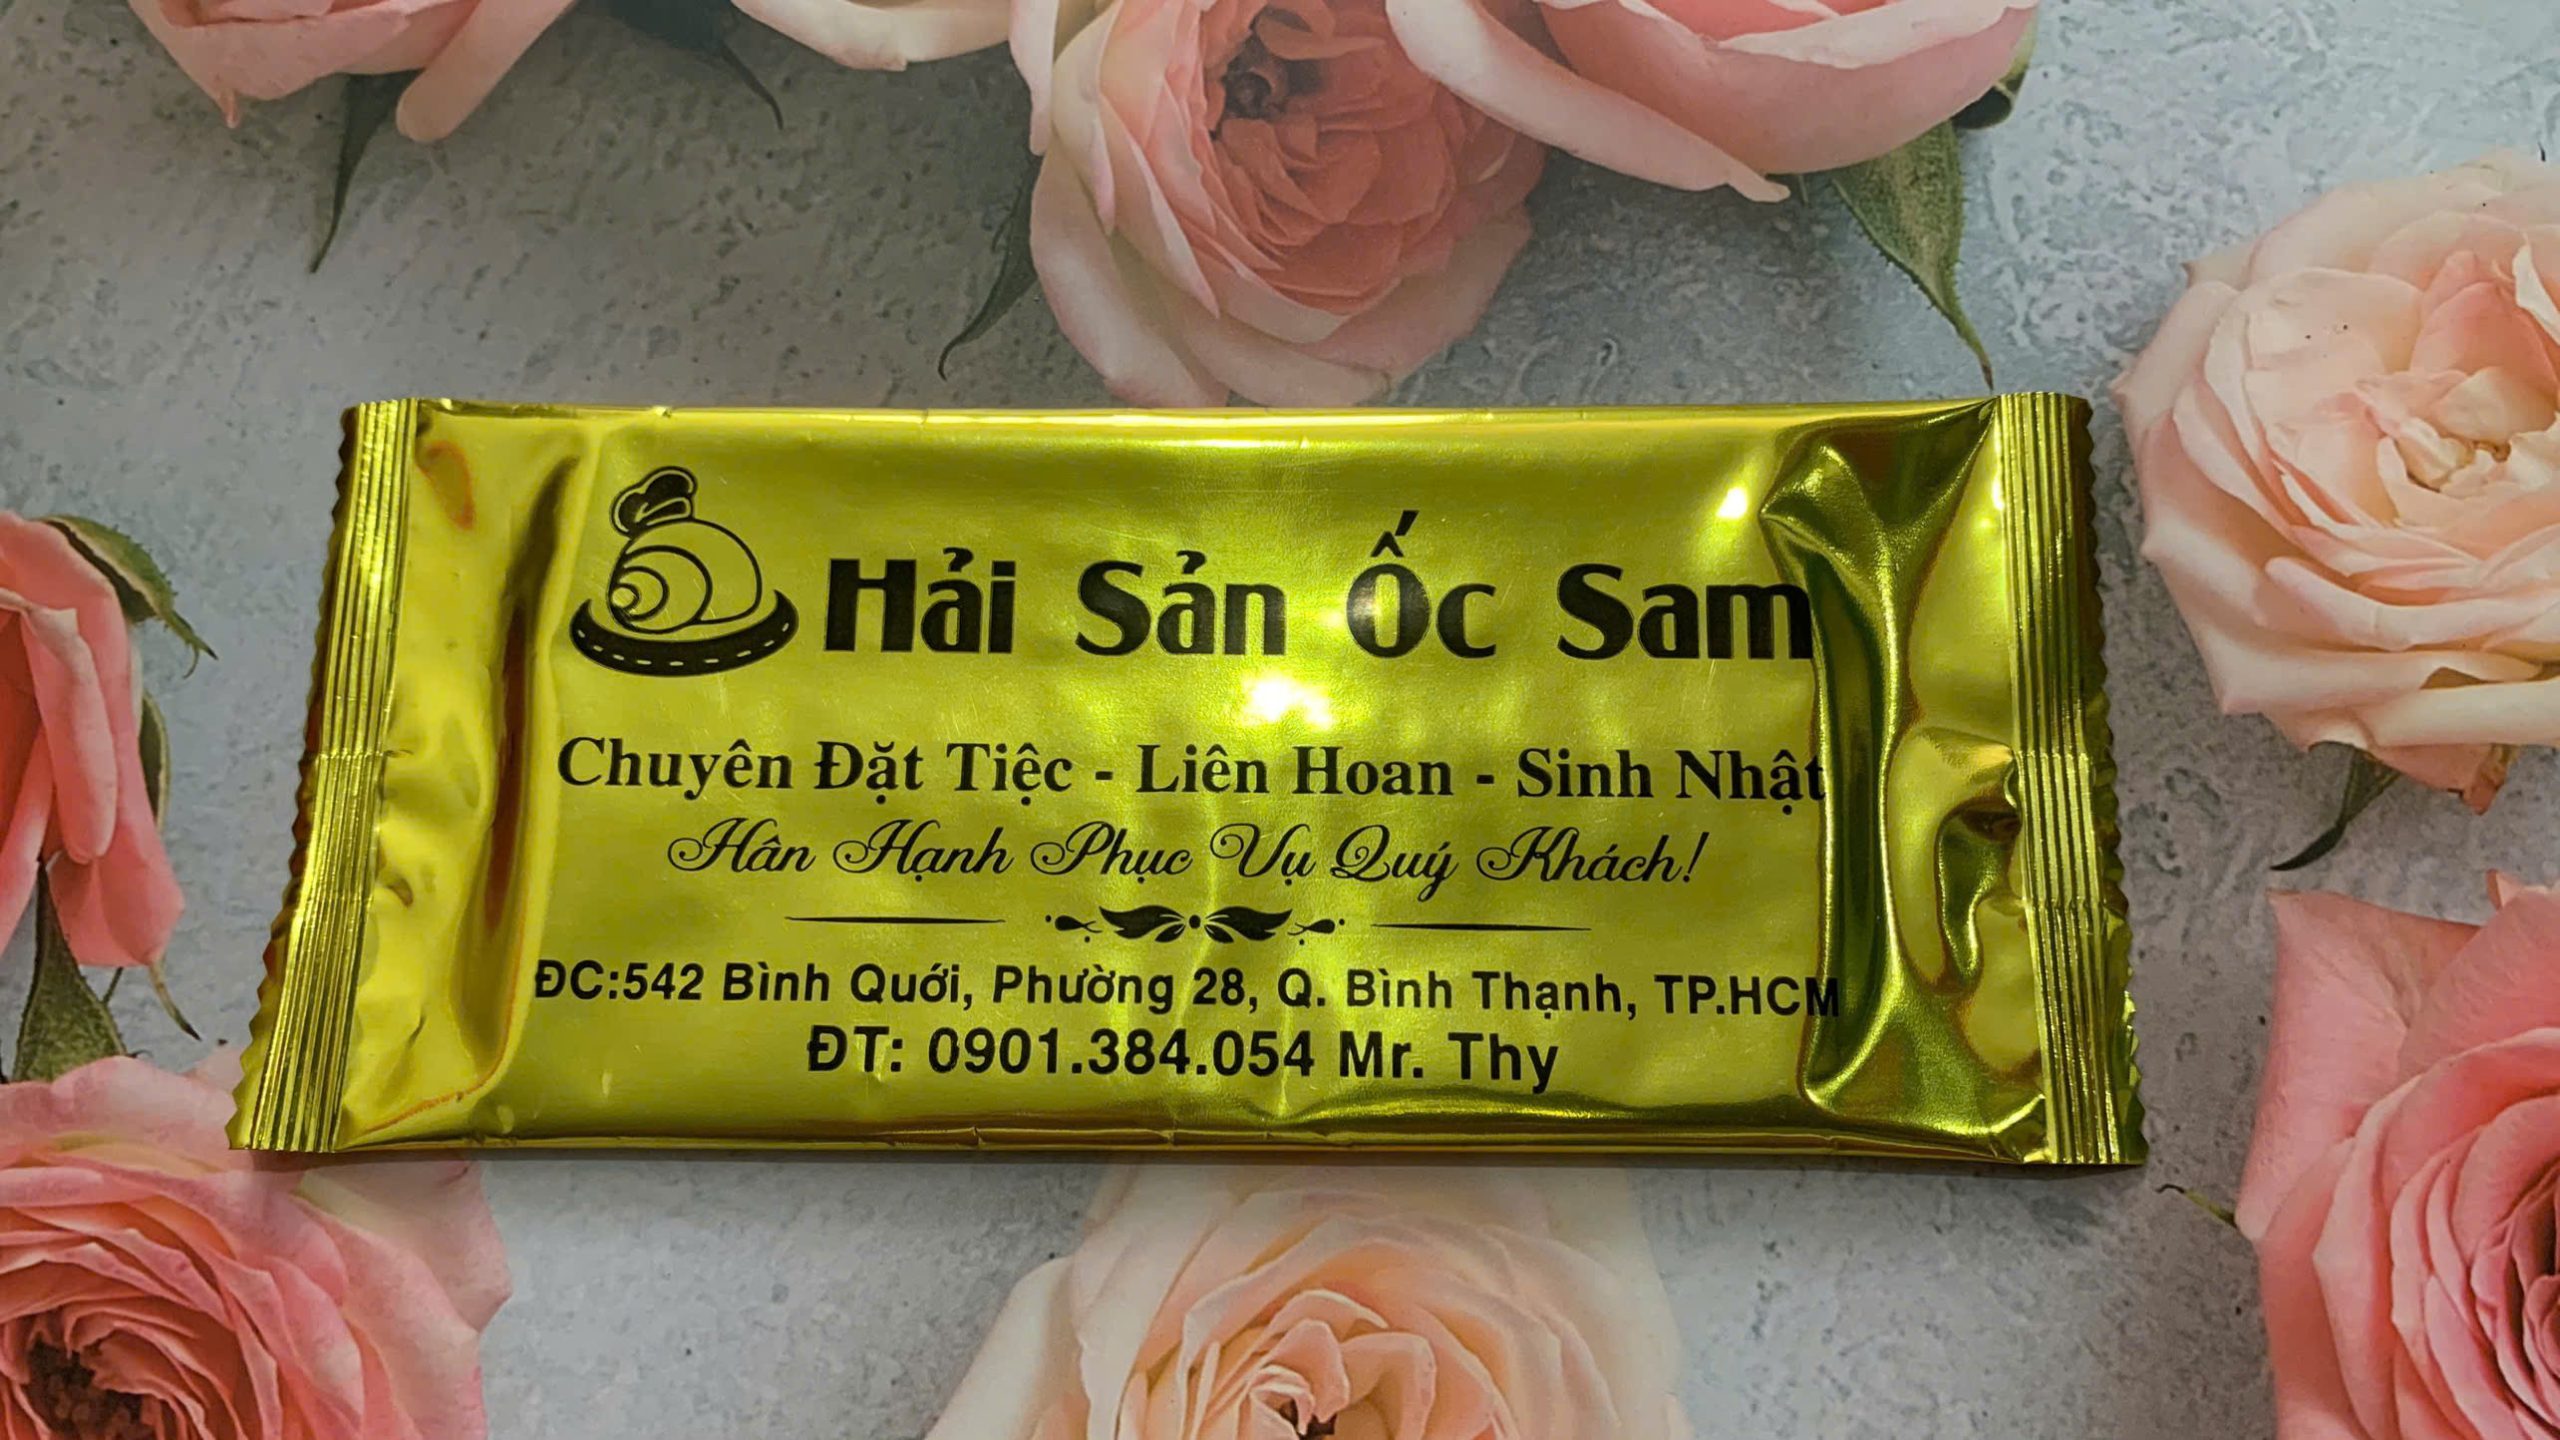 Hải Sản Ốc Sam
Chuyên Đặt Tiệc - Liên Hoan - Sinh Nhật
Hân Hạnh Phục Vụ Quý Khách!
ĐC:542 Bình Quới, Phường 28, Q. Bình Thạnh, TP.HCM
ĐT: 0901.384.054 Mr. Thy